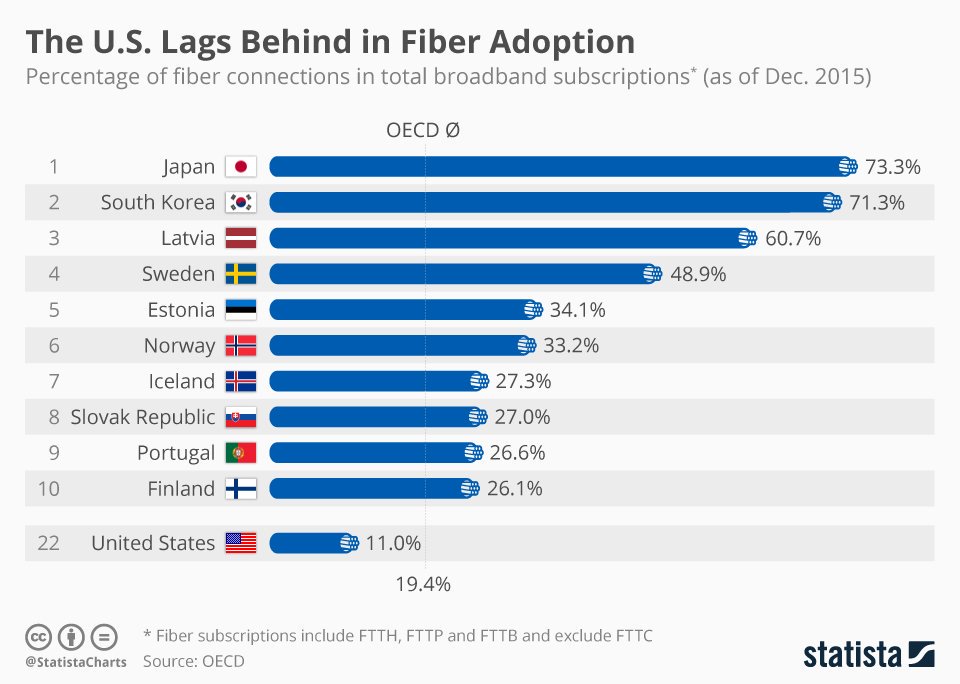 The U.S. Lags Behind in Fiber Adoption
Percentage of fiber connections in total broadband subscriptions* (as of Dec. 2015)
OECD Ø
1 Japan 73.3%
2 South Korea 71.3%
3 Latvia 60.7%
4 Sweden 48.9%
5 Estonia 34.1%
6 Norway 33.2%
7 Iceland 27.3%
8 Slovak Republic 27.0%
9 Portugal 26.6%
10 Finland 26.1%
22 United States 11.0%
19.4%
cc
@StatistaCharts
* Fiber subscriptions include FTTH, FTTP and FTTB and exclude FTTC
Source: OECD
statista